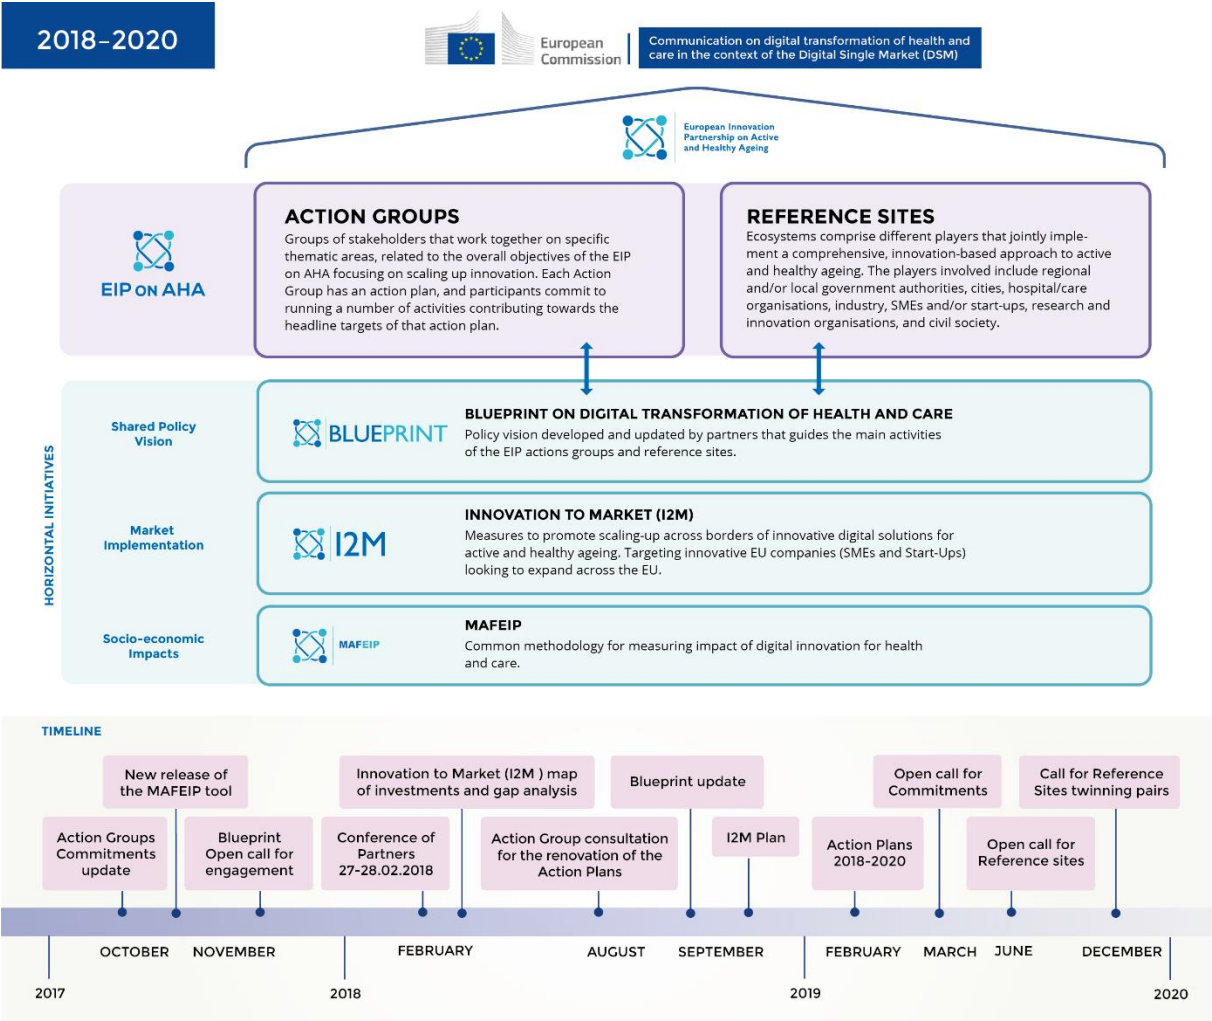 2018–2020
European
Commission
Communication on digital transformation of health and
care in the context of the Digital Single Market (DSM)
European Innovation
Partnership on Active
and Healthy Ageing
EIP ON AHA
ACTION GROUPS
Groups of stakeholders that work together on specific
thematic areas, related to the overall objectives of the EIP
on AHA focusing on scaling up innovation. Each Action
Group has an action plan, and participants commit to
running a number of activities contributing towards the
headline targets of that action plan.
REFERENCE SITES
Ecosystems comprise different players that jointly imple-
ment a comprehensive, innovation-based approach to active
and healthy ageing. The players involved include regional
and/or local government authorities, cities, hospital/care
organisations, industry, SMEs and/or start-ups, research and
innovation organisations, and civil society.
HORIZONTAL INITIATIVES
Shared Policy
Vision
BLUEPRINT
BLUEPRINT ON DIGITAL TRANSFORMATION OF HEALTH AND CARE
Policy vision developed and updated by partners that guides the main activities
of the EIP actions groups and reference sites.
Market
Implementation
I2M
INNOVATION TO MARKET (I2M)
Measures to promote scaling-up across borders of innovative digital solutions for
active and healthy ageing. Targeting innovative EU companies (SMEs and Start-Ups)
looking to expand across the EU.
Socio-economic
Impacts
MAFEIP
MAFEIP
Common methodology for measuring impact of digital innovation for health
and care.
TIMELINE
New release of
the MAFEIP tool
Innovation to Market (I2M ) map
of investments and gap analysis
Blueprint update
Open call for
Commitments
Call for Reference
Sites twinning pairs
Action Groups
Commitments
update
Blueprint
Open call for
engagement
Conference of
Partners
27-28.02.2018
Action Group consultation
for the renovation of the
Action Plans
I2M Plan
Action Plans
2018-2020
Open call for
Reference sites
OCTOBER
NOVEMBER
FEBRUARY
AUGUST
SEPTEMBER
FEBRUARY
MARCH
JUNE
DECEMBER
2017
2018
2019
2020